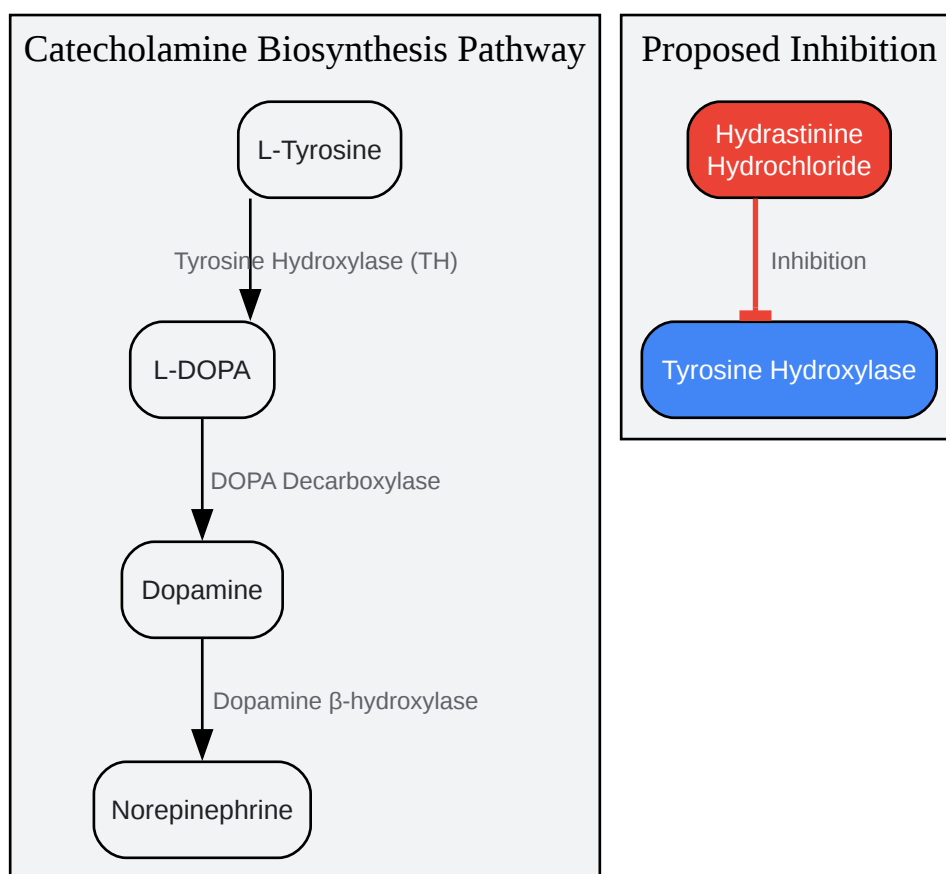 Catecholamine Biosynthesis Pathway
L-Tyrosine
Tyrosine Hydroxylase (TH)
L-DOPA
DOPA Decarboxylase
Dopamine
Dopamine β-hydroxylase
Norepinephrine
Proposed Inhibition
Hydrastinine
Hydrochloride
Inhibition
Tyrosine Hydroxylase